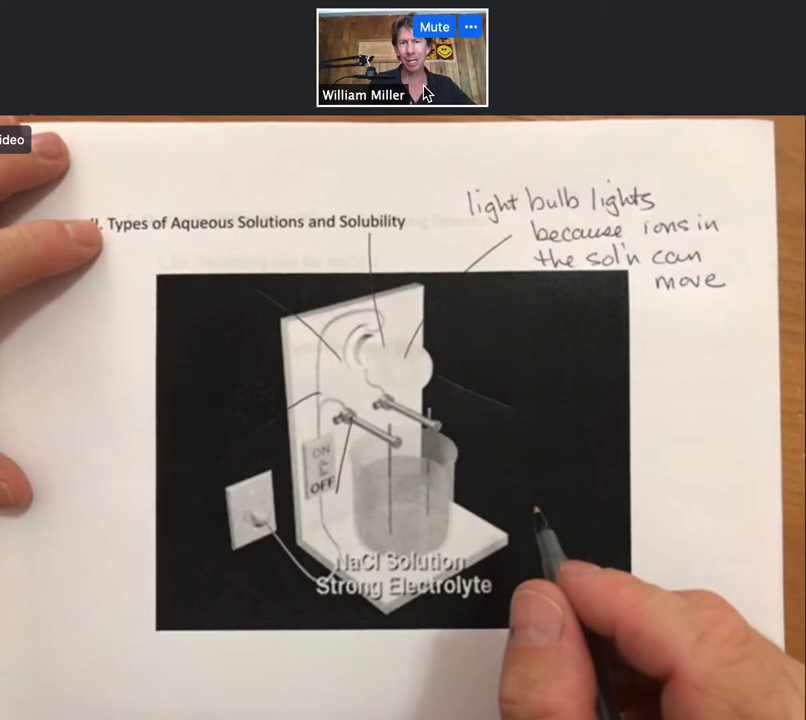 Mute
William Miller
ideo
I. Types of Aqueous Solutions and Solubility
light bulb lights
because ions in
the sol'n can
move
ON
OFF
NaCl Solution
Strong Electrolyte